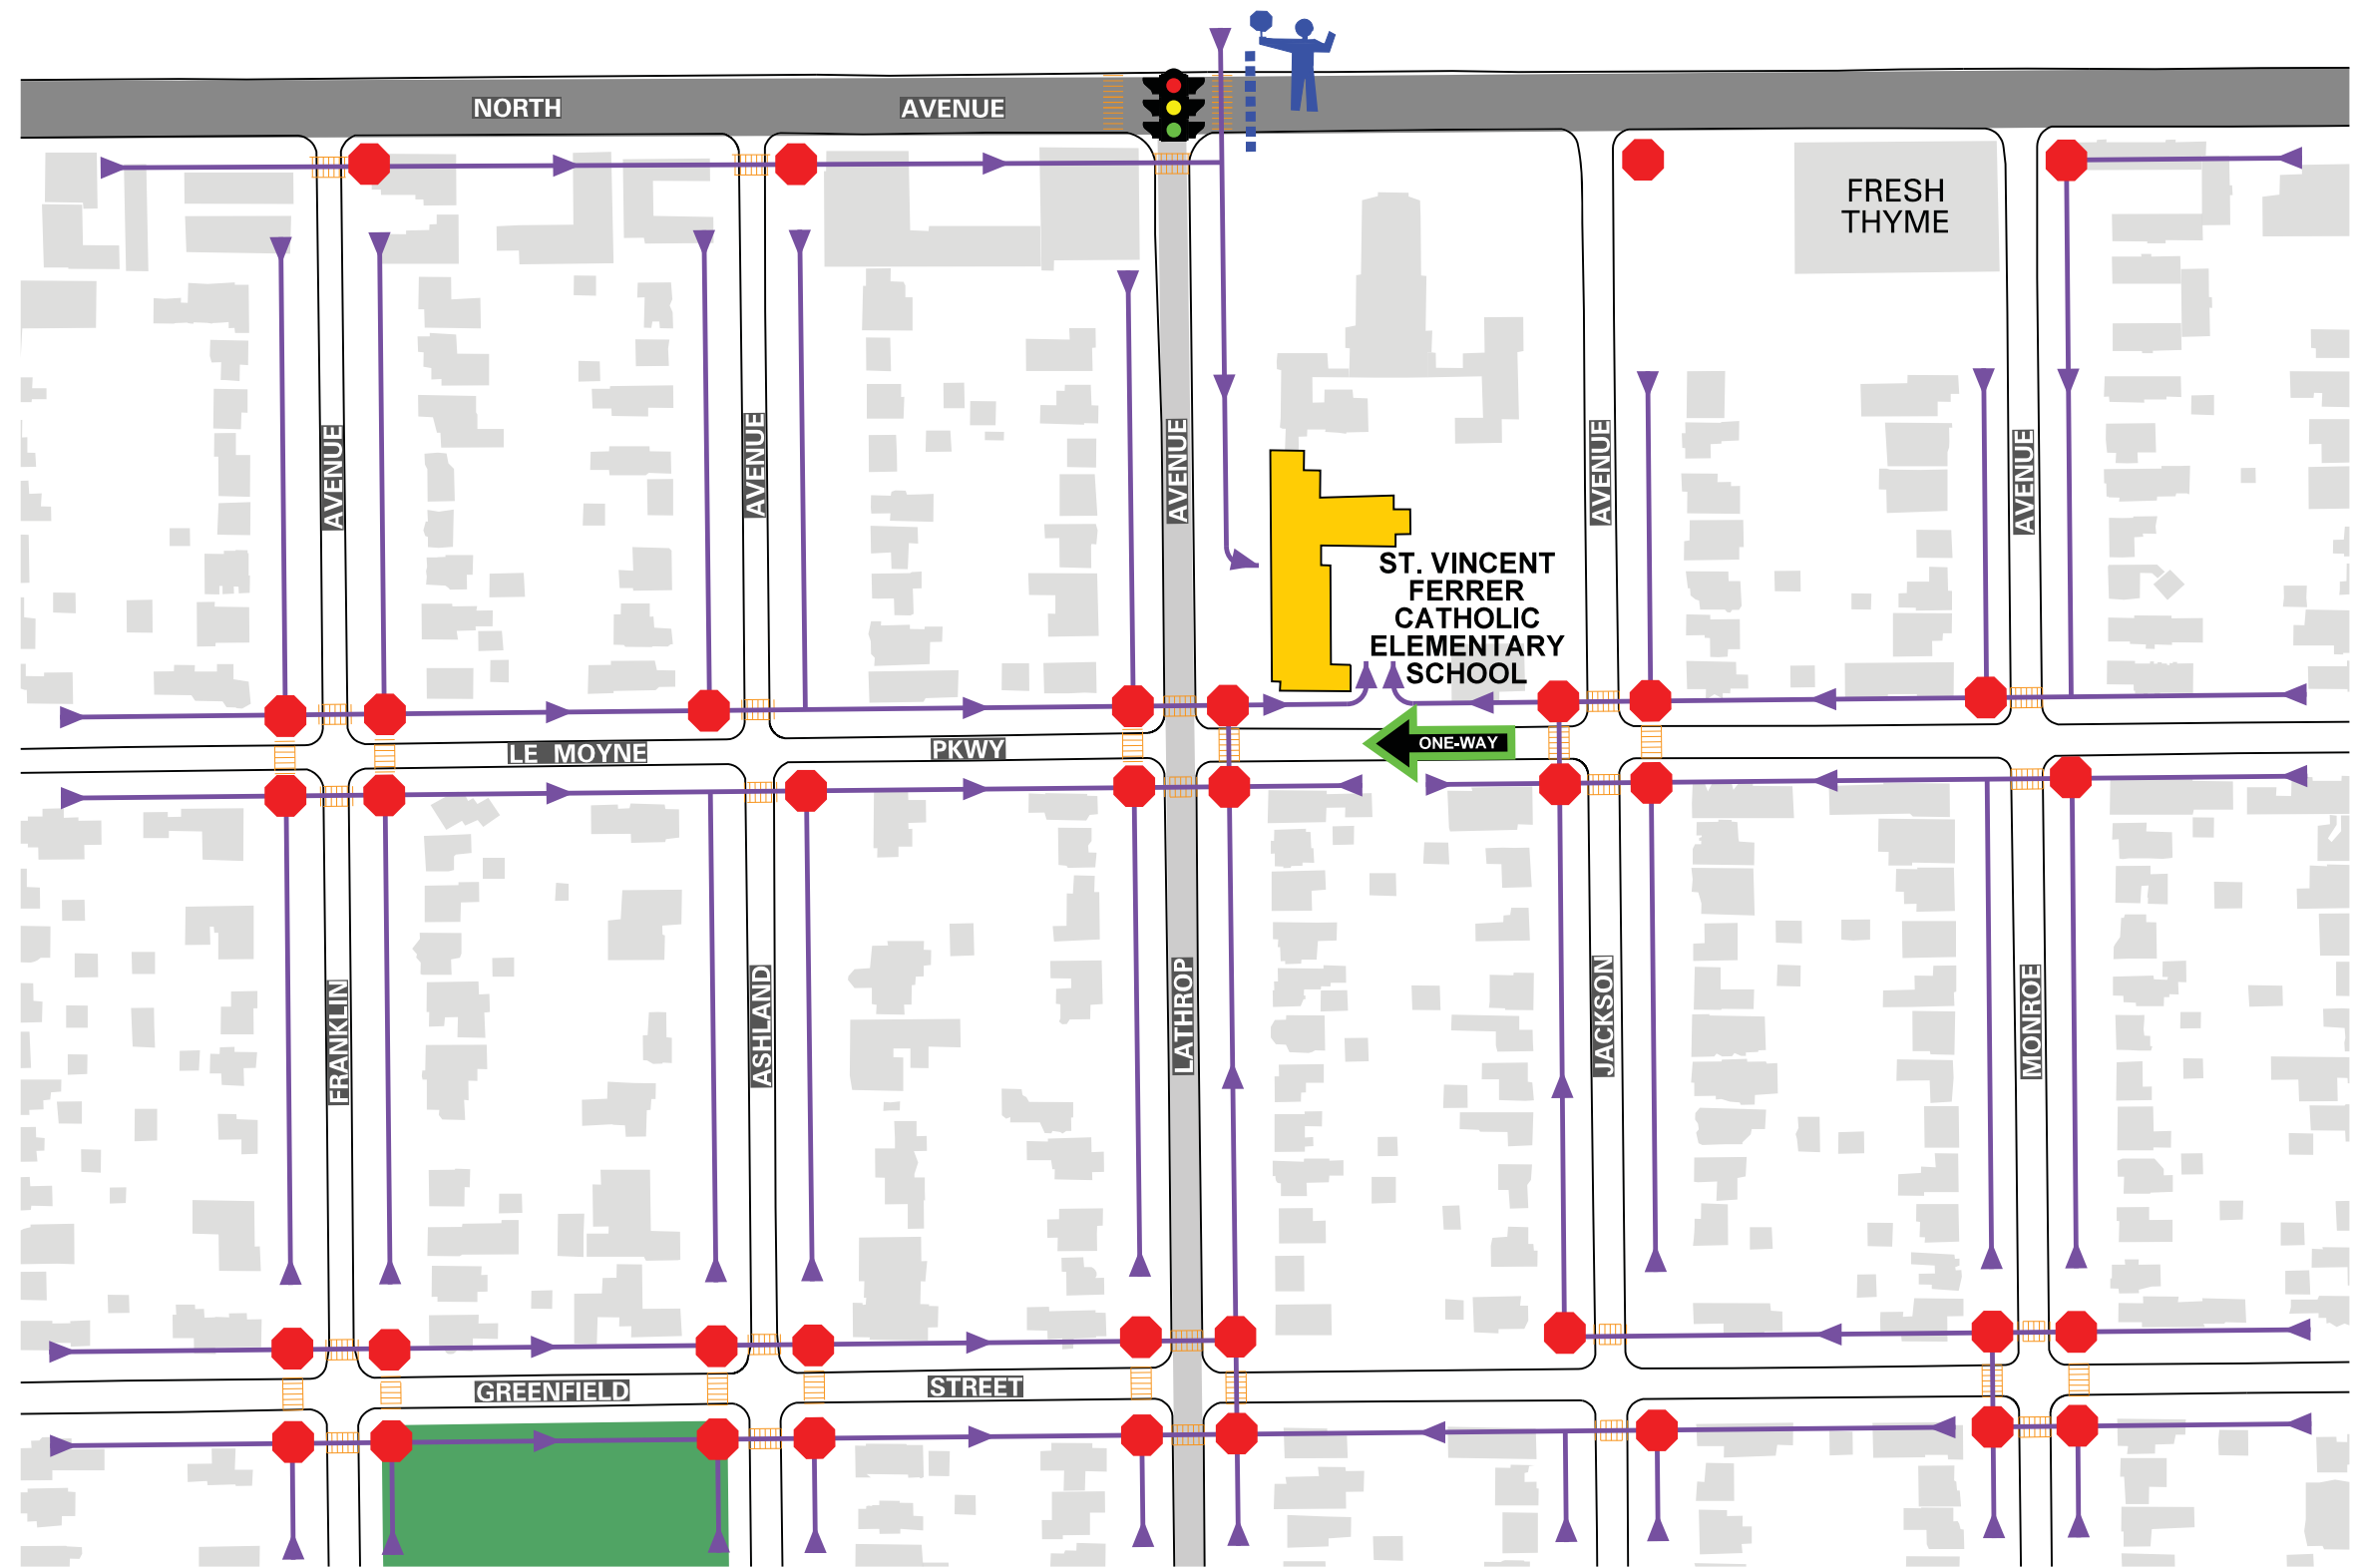 NORTH AVENUE
FRESH
THYME
AVENUE
AVENUE
AVENUE
AVENUE
AVENUE
ST. VINCENT
FERRER
CATHOLIC
ELEMENTARY
SCHOOL
ONE-WAY
LE MOYNE PKWY
FRANKLIN
ASHLAND
LATHROP
JACKSON
MONROE
GREENFIELD STREET